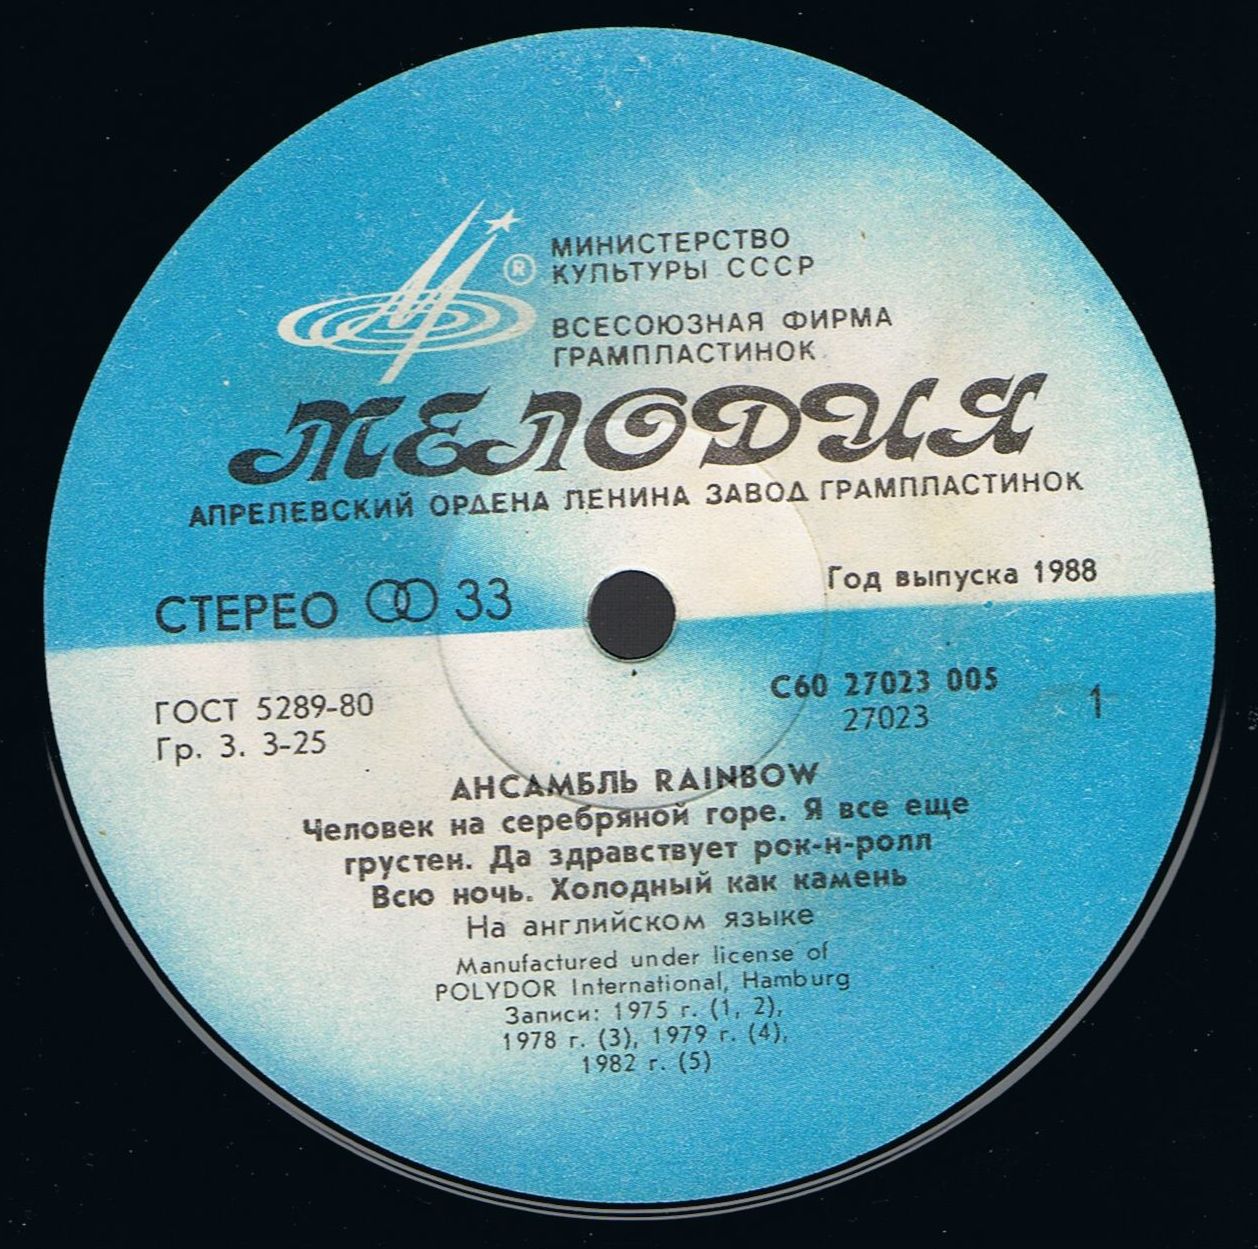 ®
МИНИСТЕРСТВО
КУЛЬТУРЫ СССР
ВСЕСОЮЗНАЯ ФИРМА
ГРАМПЛАСТИНОК
МЕЛОДИЯ
АПРЕЛЕВСКИЙ ОРДЕНА ЛЕНИНА ЗАВОД ГРАМПЛАСТИНОК
СТЕРЕО 33
Год выпуска 1988
ГОСТ 5289-80
Гр. 3. 3-25
С60 27023 005
27023
1
АНСАМБЛЬ RAINBOW
Человек на серебряной горе. Я все еще
грустен. Да здравствует рок-н-ролл
Всю ночь. Холодный как камень
На английском языке
Manufactured under license of
POLYDOR International, Hamburg
Записи: 1975 г. (1, 2),
1978 г. (3), 1979 г. (4),
1982 г. (5)